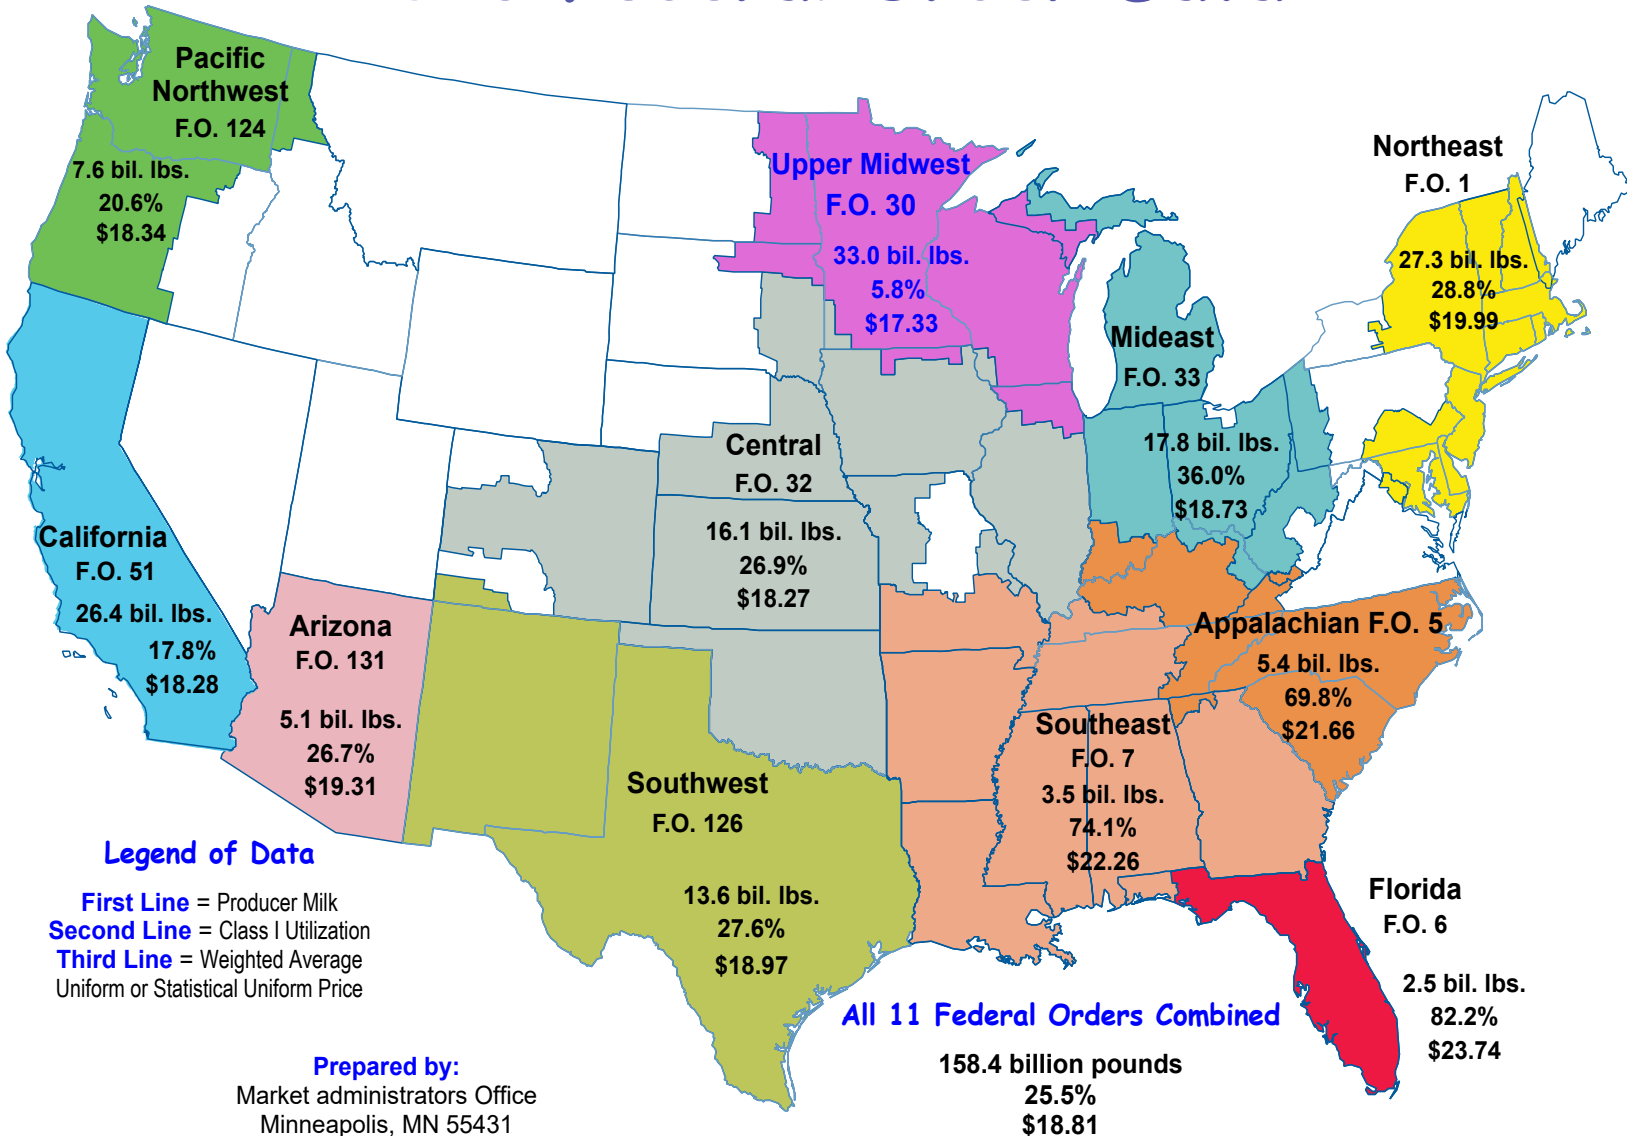 Pacific
Northwest
F.O. 124
7.6 bil. lbs.
20.6%
$18.34
Upper Midwest
F.O. 30
33.0 bil. lbs.
5.8%
$17.33
Northeast
F.O. 1
27.3 bil. lbs.
28.8%
$19.99
Mideast
F.O. 33
17.8 bil. lbs.
36.0%
$18.73
Central
F.O. 32
16.1 bil. lbs.
26.9%
$18.27
California
F.O. 51
26.4 bil. lbs.
17.8%
$18.28
Arizona
F.O. 131
5.1 bil. lbs.
26.7%
$19.31
Appalachian F.O. 5
5.4 bil. lbs.
69.8%
$21.66
Southeast
F.O. 7
3.5 bil. lbs.
74.1%
$22.26
Southwest
F.O. 126
13.6 bil. lbs.
27.6%
$18.97
Florida
F.O. 6
2.5 bil. lbs.
82.2%
$23.74
Legend of Data
First Line = Producer Milk
Second Line = Class I Utilization
Third Line = Weighted Average
Uniform or Statistical Uniform Price
All 11 Federal Orders Combined
158.4 billion pounds
25.5%
$18.81
Prepared by:
Market administrators Office
Minneapolis, MN 55431